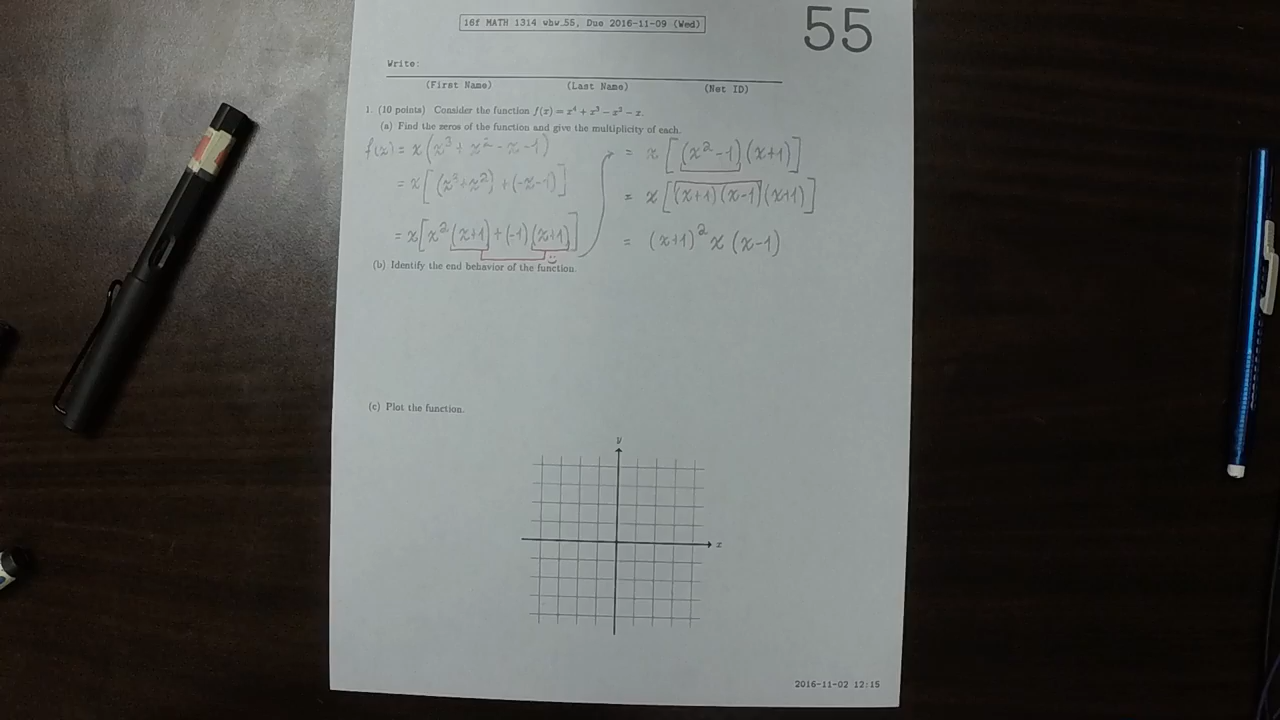 16f MATH 1314 wbw 55, Due 2016-11-09 (Wed)
55
Write:
(First Name) (Last Name) (Net ID)
1. (10 points) Consider the function f(x) = x⁴ + x³ − x² − x.
(a) Find the zeros of the function and give the multiplicity of each.
f(x) = x(x³ + x² - x - 1)
= x[(x³+x²) + (-x-1)]
= x[x²(x+1) + (-1)(x+1)]
= x[(x²-1)(x+1)]
= x[(x+1)(x-1)(x+1)]
= (x+1)² x (x-1)
(b) Identify the end behavior of the function.
(c) Plot the function.
y
x
2016-11-02 12:15